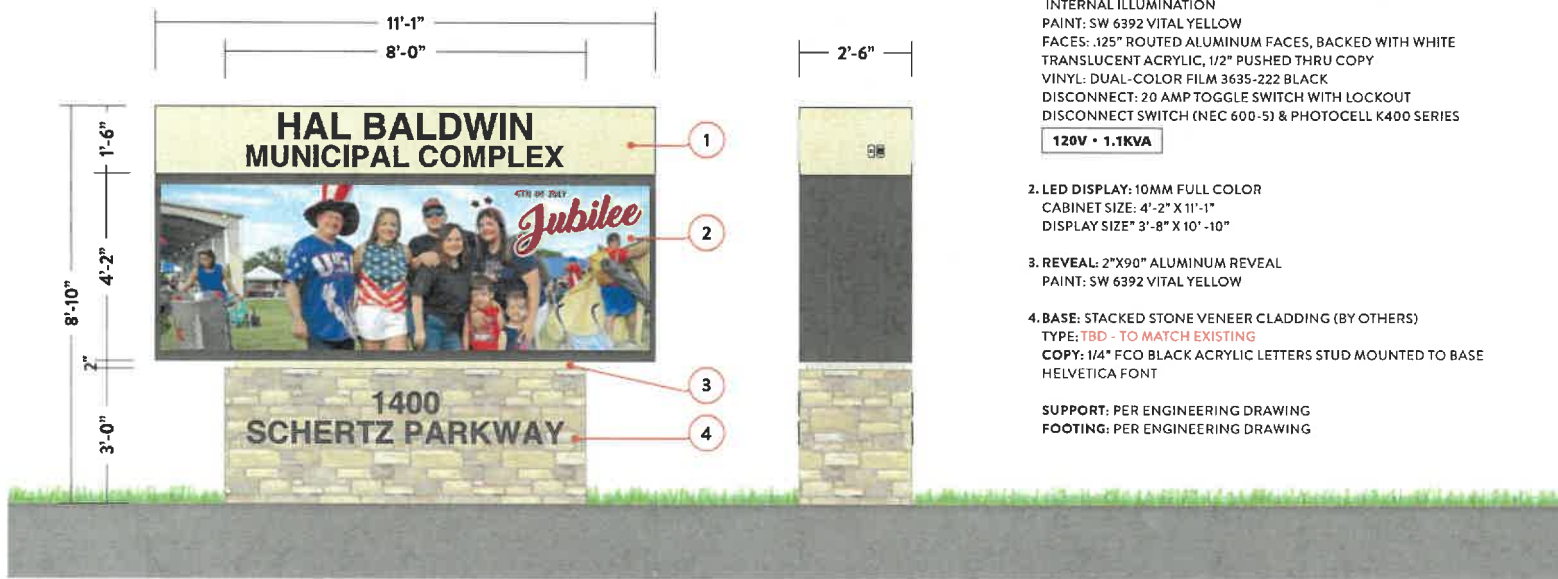 11'-1"
8'-0"
2'-6"
1'-6"
4'-2"
8'-10"
2"
3'-0"
HAL BALDWIN
MUNICIPAL COMPLEX
4TH OF JULY
Jubilee
USA
1400
SCHERTZ PARKWAY
1
2
3
4
INTERNAL ILLUMINATION
PAINT: SW 6392 VITAL YELLOW
FACES: .125" ROUTED ALUMINUM FACES, BACKED WITH WHITE
TRANSLUCENT ACRYLIC, 1/2" PUSHED THRU COPY
VINYL: DUAL-COLOR FILM 3635-222 BLACK
DISCONNECT: 20 AMP TOGGLE SWITCH WITH LOCKOUT
DISCONNECT SWITCH (NEC 600-5) & PHOTOCELL K400 SERIES
120V • 1.1KVA
2. LED DISPLAY: 10MM FULL COLOR
CABINET SIZE: 4'-2" X 11'-1"
DISPLAY SIZE" 3'-8" X 10' -10"
3. REVEAL: 2"X90" ALUMINUM REVEAL
PAINT: SW 6392 VITAL YELLOW
4. BASE: STACKED STONE VENEER CLADDING (BY OTHERS)
TYPE: TBD - TO MATCH EXISTING
COPY: 1/4" FCO BLACK ACRYLIC LETTERS STUD MOUNTED TO BASE
HELVETICA FONT
SUPPORT: PER ENGINEERING DRAWING
FOOTING: PER ENGINEERING DRAWING